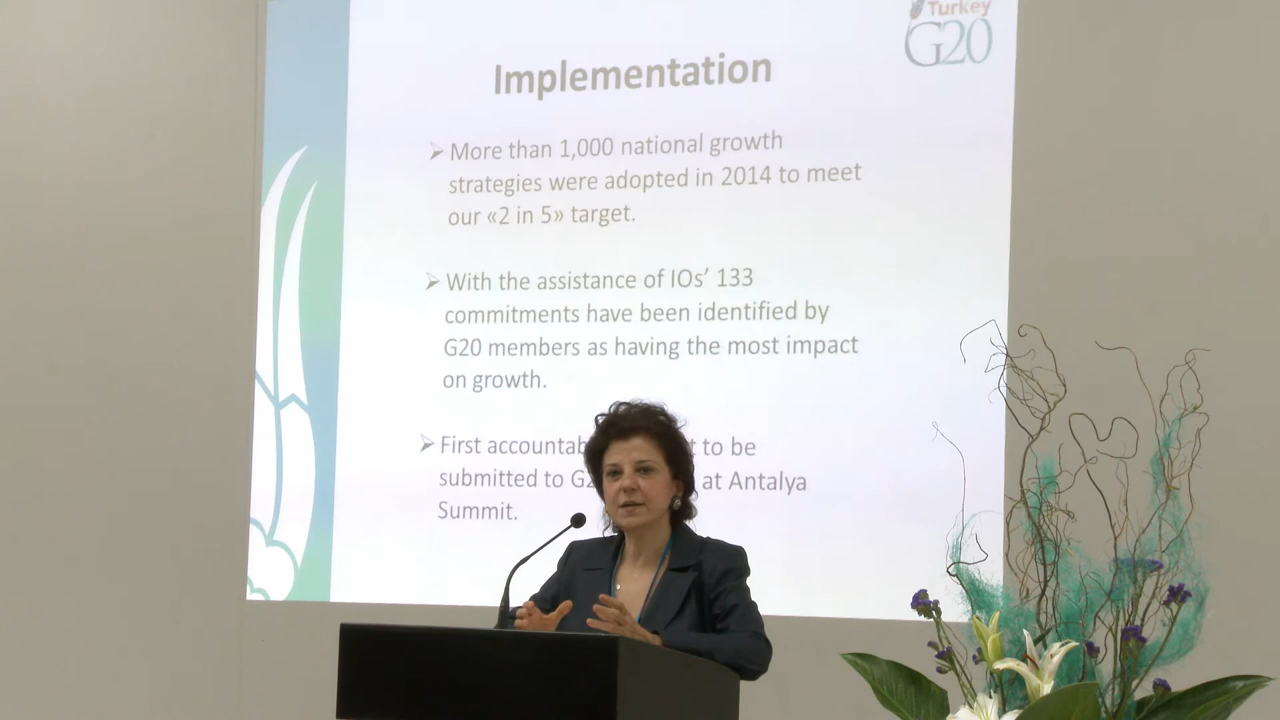 Turkey
G20
Implementation
More than 1,000 national growth
strategies were adopted in 2014 to meet
our «2 in 5» target.
With the assistance of IOs’ 133
commitments have been identified by
G20 members as having the most impact
on growth.
First to be
submitted to at Antalya
Summit.